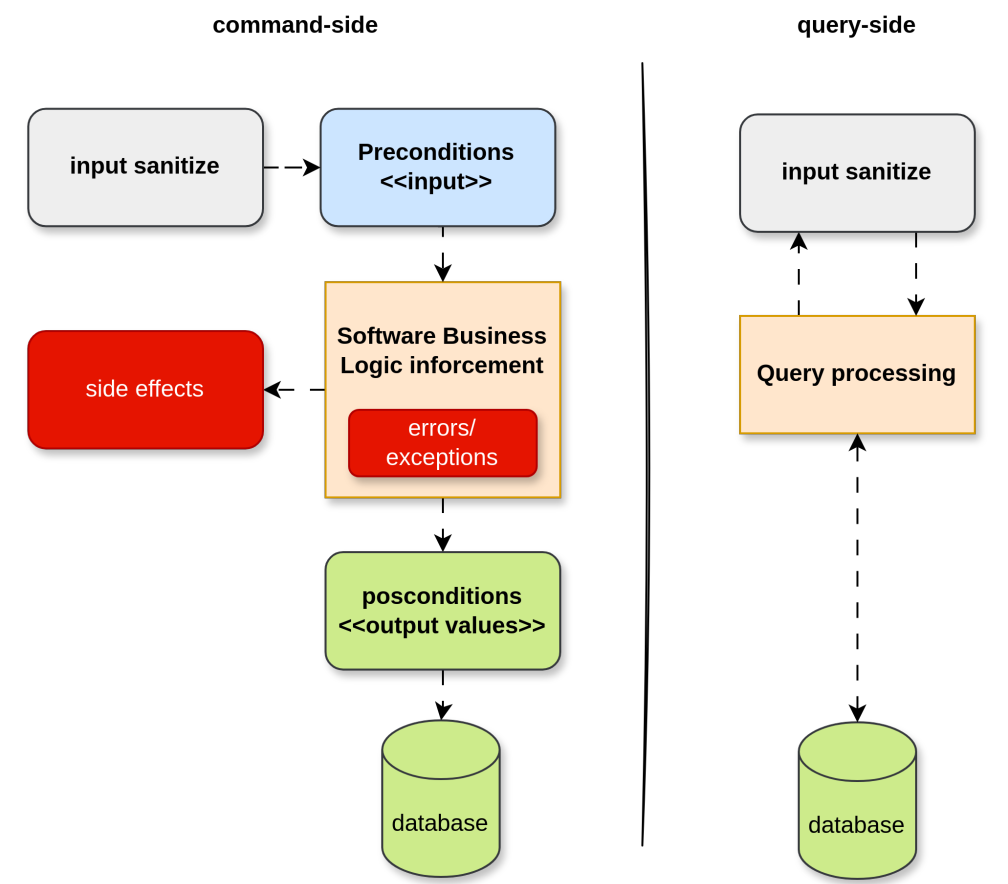 command-side
query-side
input sanitize
Preconditions
<<input>>
input sanitize
Software Business
Logic inforcement
side effects
errors/
exceptions
Query processing
posconditions
<<output values>>
database
database